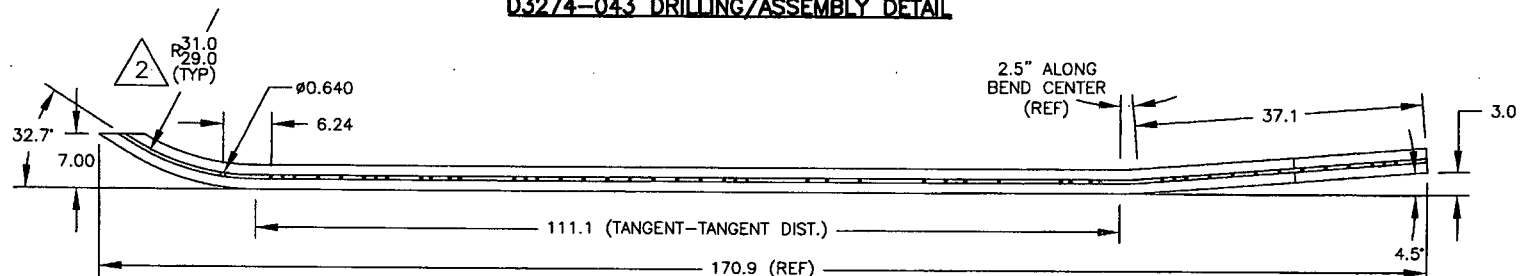 D3274-043 DRILLING/ASSEMBLY DETAIL
2
R31.0
29.0
(TYP)
ø0.640
6.24
32.7°
7.00
2.5" ALONG
BEND CENTER
(REF)
37.1
3.0
111.1 (TANGENT-TANGENT DIST.)
4.5°
170.9 (REF)